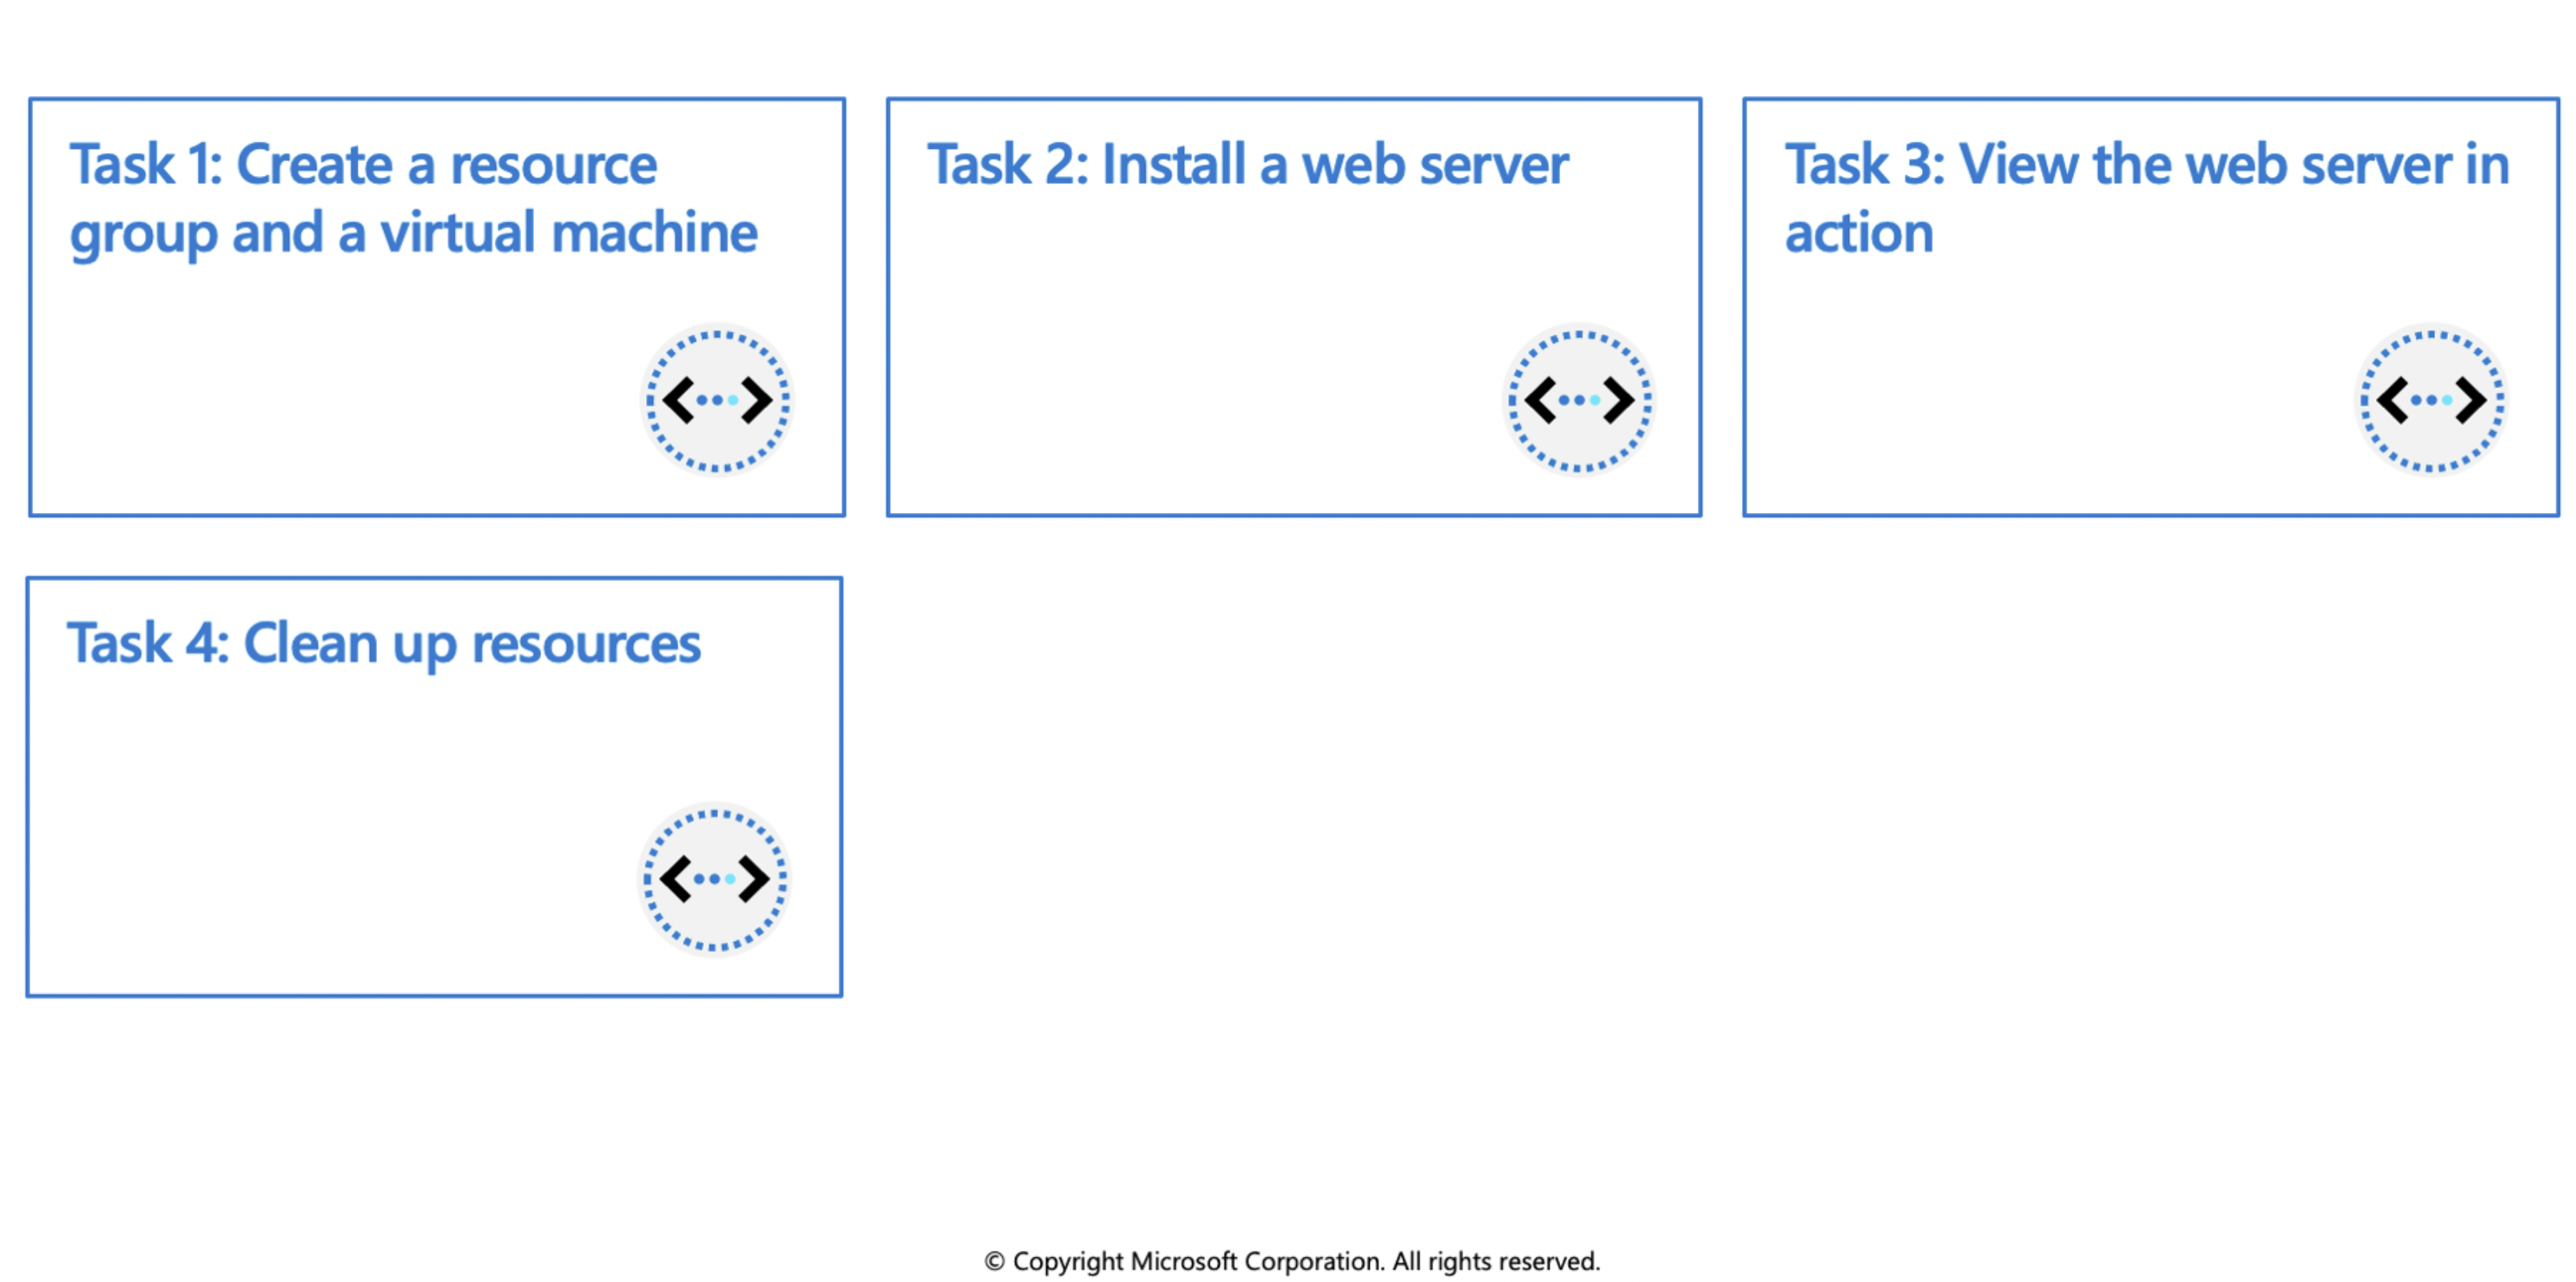 Task 1: Create a resource
group and a virtual machine
Task 2: Install a web server
Task 3: View the web server in
action
Task 4: Clean up resources
© Copyright Microsoft Corporation. All rights reserved.